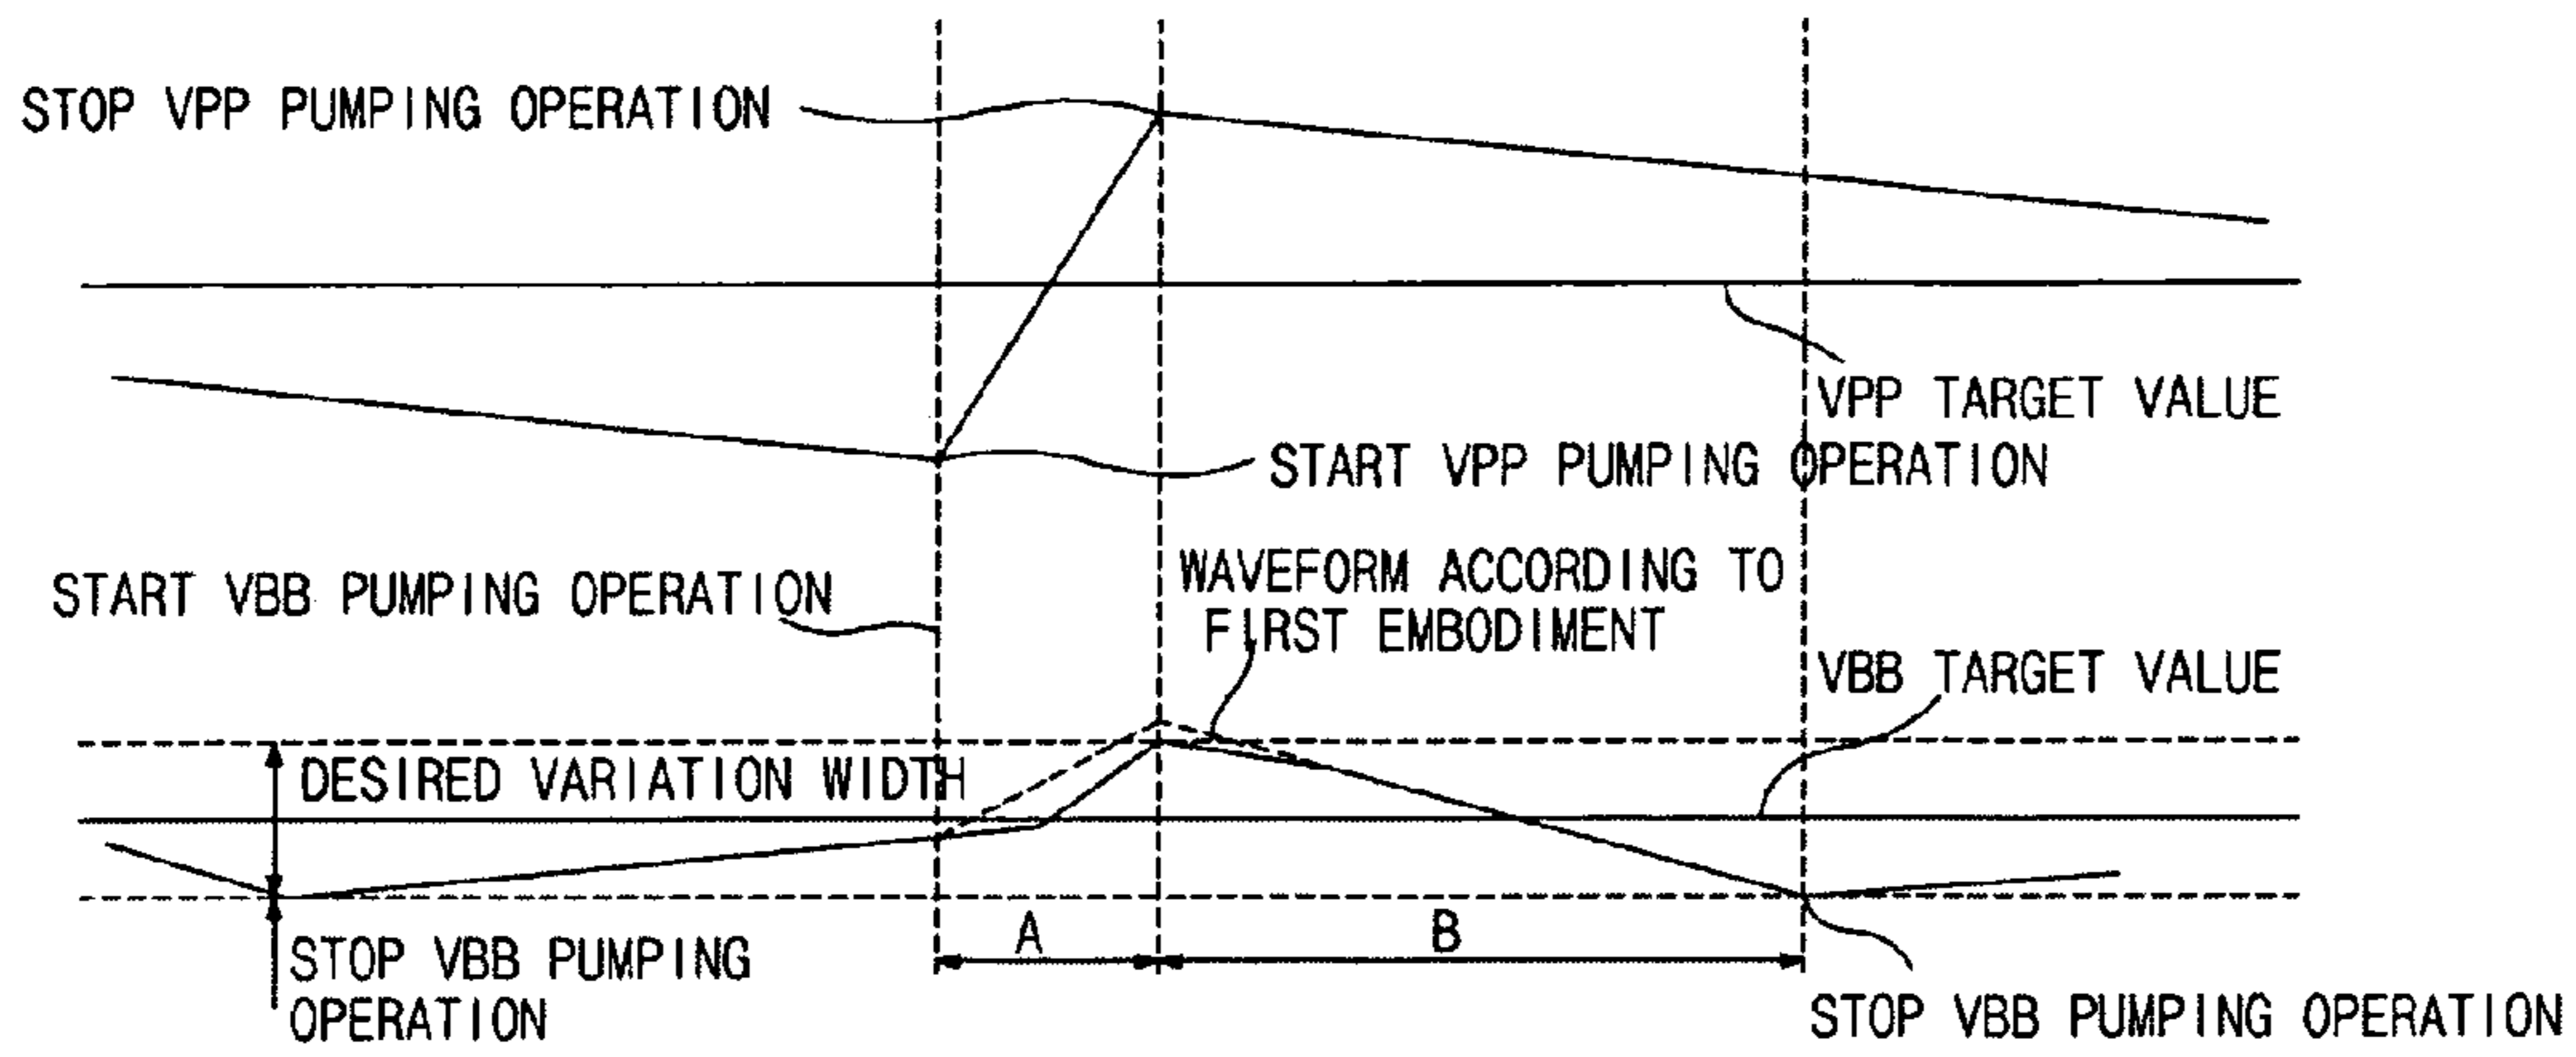 STOP VPP PUMPING OPERATION
VPP TARGET VALUE
START VPP PUMPING OPERATION
START VBB PUMPING OPERATION
WAVEFORM ACCORDING TO
FIRST EMBODIMENT
VBB TARGET VALUE
DESIRED VARIATION WIDTH
A
B
STOP VBB PUMPING
OPERATION
STOP VBB PUMPING OPERATION